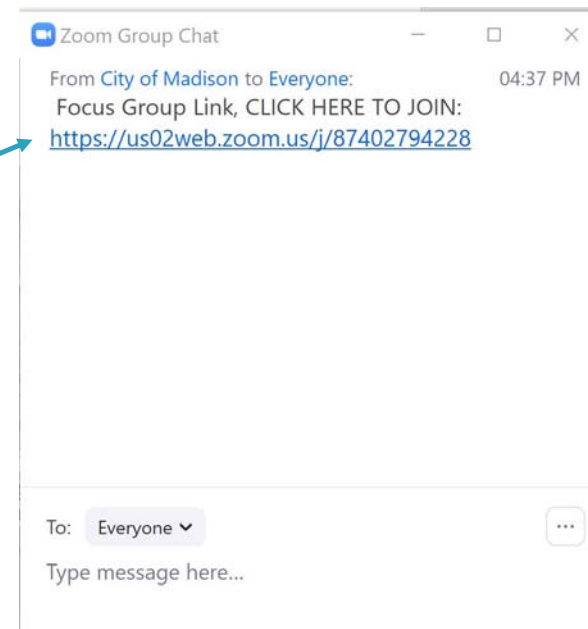 Zoom Group Chat
From City of Madison to Everyone: 04:37 PM
Focus Group Link, CLICK HERE TO JOIN:
https://us02web.zoom.us/j/87402794228
To: Everyone
...
Type message here...